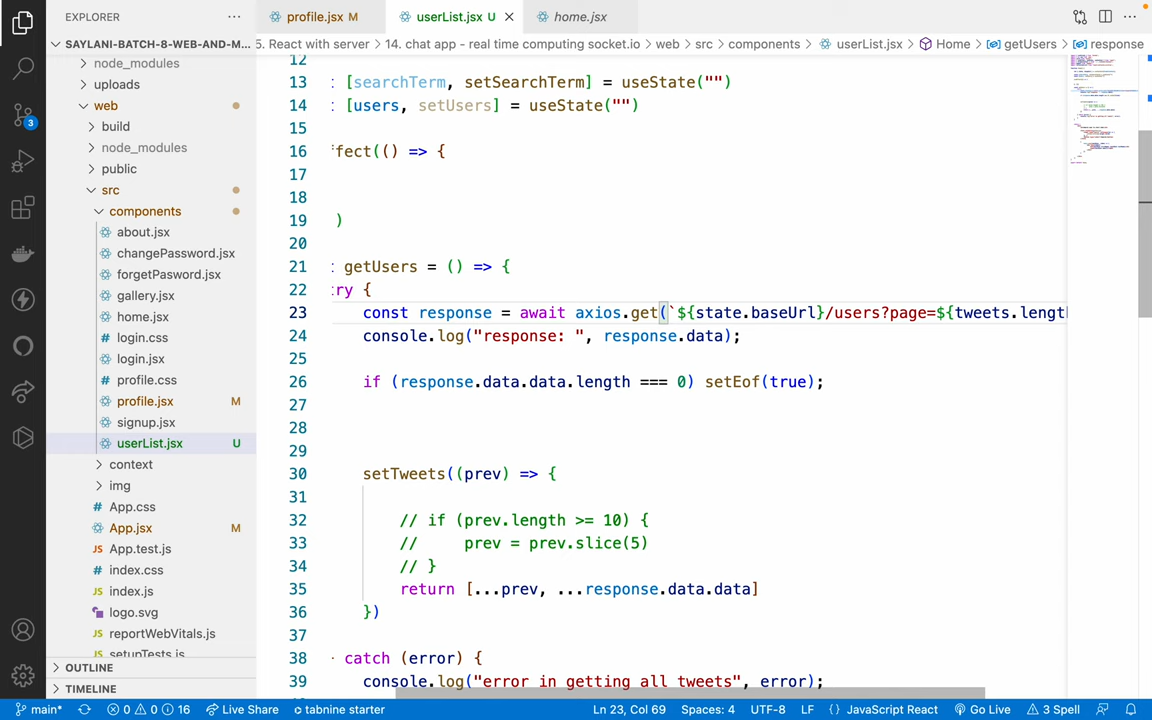 EXPLORER
SAYLANI-BATCH-8-WEB-AND-M...
node_modules
uploads
web
build
node_modules
public
src
components
about.jsx
changePassword.jsx
forgetPasword.jsx
gallery.jsx
home.jsx
login.css
login.jsx
profile.css
profile.jsx M
signup.jsx
userList.jsx U
context
img
App.css
App.jsx M
App.test.js
index.css
index.js
logo.svg
reportWebVitals.js
setupTests.js
OUTLINE
TIMELINE
3
profile.jsx M
userList.jsx U
home.jsx
5. React with server > 14. chat app - real time computing socket.io > web > src > components > userList.jsx > Home > getUsers > response
12
13 [searchTerm, setSearchTerm] = useState("")
14 [users, setUsers] = useState("")
15
16 ffect(() => {
17
18
19 )
20
21 getUsers = () => {
22 ry {
23 const response = await axios.get(`${state.baseUrl}/users?page=${tweets.length
24 console.log("response: ", response.data);
25
26 if (response.data.data.length === 0) setEof(true);
27
28
29
30 setTweets((prev) => {
31
32 // if (prev.length >= 10) {
33 // prev = prev.slice(5)
34 // }
35 return [...prev, ...response.data.data]
36 })
37
38 catch (error) {
39 console.log("error in getting all tweets", error);
main* 0 0 16 Live Share tabnine starter Ln 23, Col 69 Spaces: 4 UTF-8 LF {} JavaScript React Go Live 3 Spell